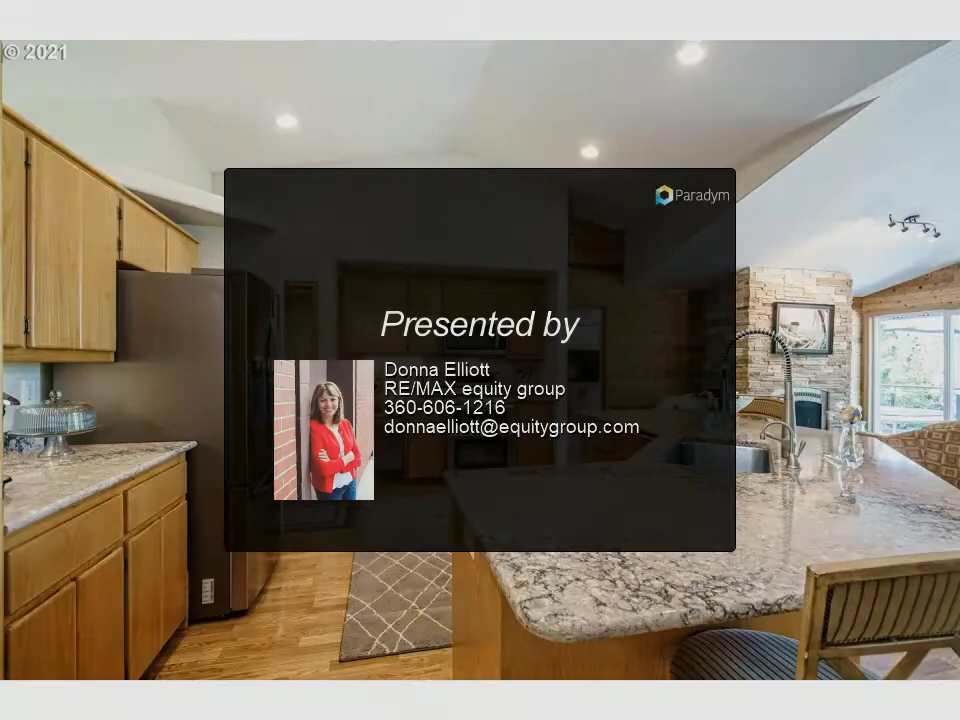 © 2021
Paradym
Presented by
Donna Elliott
RE/MAX equity group
360-606-1216
donnaelliott@equitygroup.com